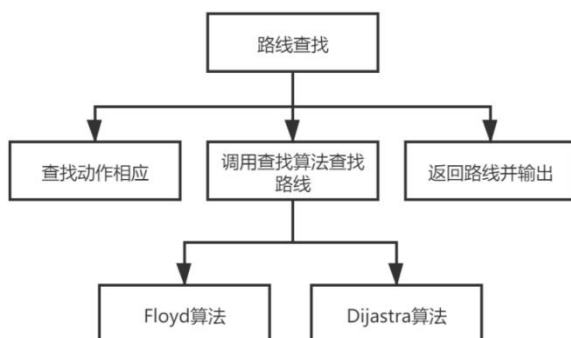 路线查找
查找动作相应
调用查找算法查找
路线
返回路线并输出
Floyd算法
Dijastra算法